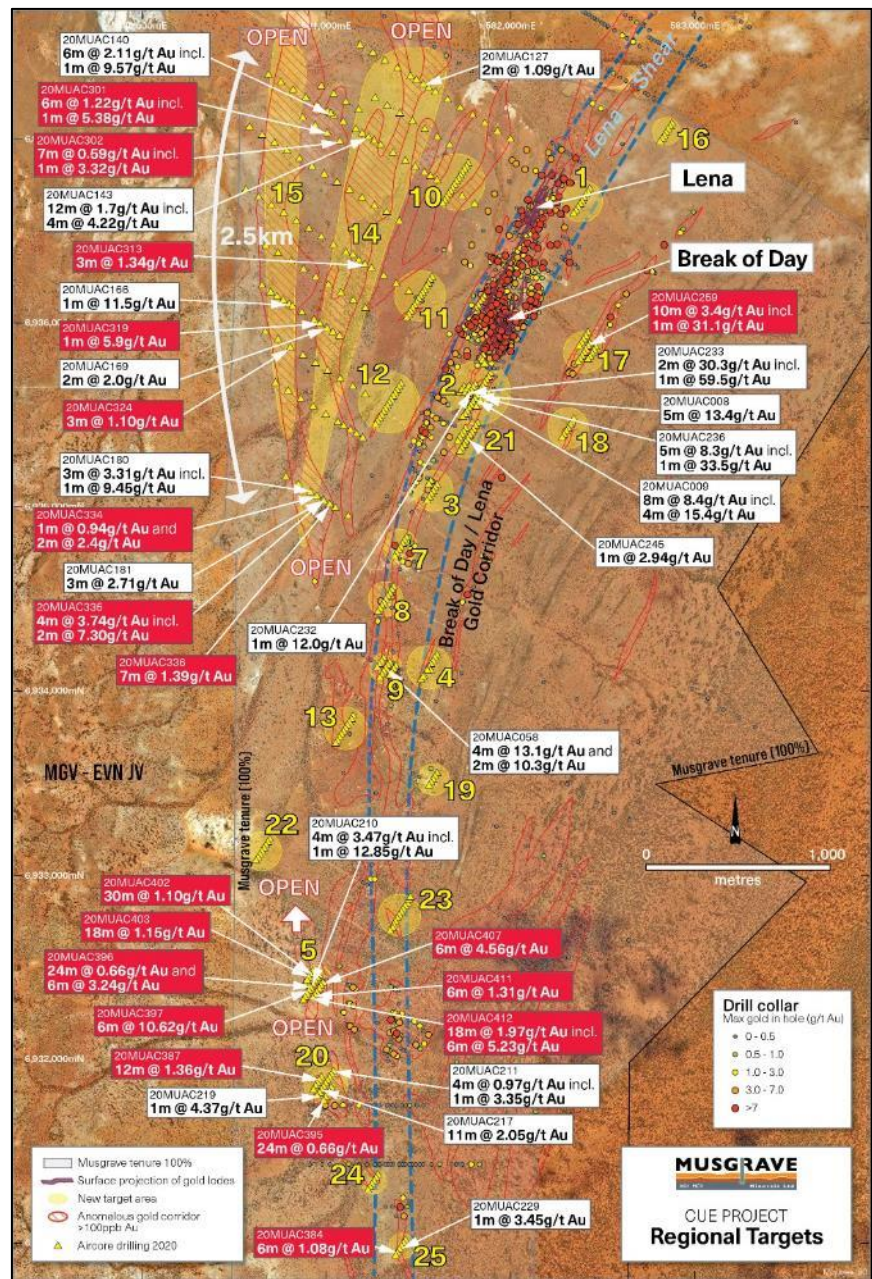 582,000mE
583,000mE
OPEN
OPEN
20MUAC140
6m @ 2.11g/t Au incl.
1m @ 9.57g/t Au
20MUAC127
2m @ 1.09g/t Au
20MUAC301
6m @ 1.22g/t Au incl.
1m @ 5.38g/t Au
20MUAC302
7m @ 0.59g/t Au incl.
1m @ 3.32g/t Au
20MUAC143
12m @ 1.7g/t Au incl.
4m @ 4.22g/t Au
20MUAC313
3m @ 1.34g/t Au
20MUAC166
1m @ 11.5g/t Au
20MUAC319
1m @ 5.9g/t Au
20MUAC169
2m @ 2.0g/t Au
20MUAC324
3m @ 1.10g/t Au
20MUAC180
3m @ 3.31g/t Au incl.
1m @ 9.45g/t Au
20MUAC334
1m @ 0.94g/t Au and
2m @ 2.4g/t Au
20MUAC181
3m @ 2.71g/t Au
20MUAC335
4m @ 3.74g/t Au incl.
2m @ 7.30g/t Au
20MUAC336
7m @ 1.39g/t Au
2.5km
15
14
10
11
12
OPEN
Lena Shear
16
1
Lena
Break of Day
20MUAC259
10m @ 3.4g/t Au incl.
1m @ 31.1g/t Au
17
20MUAC233
2m @ 30.3g/t Au incl.
1m @ 59.5g/t Au
20MUAC008
5m @ 13.4g/t Au
20MUAC236
5m @ 8.3g/t Au incl.
1m @ 33.5g/t Au
20MUAC009
8m @ 8.4g/t Au incl.
4m @ 15.4g/t Au
20MUAC245
1m @ 2.94g/t Au
2
21
18
3
7
8
Break of Day / Lena
Gold Corridor
20MUAC232
1m @ 12.0g/t Au
9
4
6,934,000mN
13
20MUAC058
4m @ 13.1g/t Au and
2m @ 10.3g/t Au
Musgrave tenure [100%]
MGV - EVN JV
Musgrave tenure [100%]
19
N
0
1,000
metres
22
20MUAC210
4m @ 3.47g/t Au incl.
1m @ 12.85g/t Au
6,933,000mN
OPEN
23
20MUAC402
30m @ 1.10g/t Au
20MUAC403
18m @ 1.15g/t Au
5
20MUAC407
6m @ 4.56g/t Au
20MUAC396
24m @ 0.66g/t Au and
6m @ 3.24g/t Au
20MUAC411
6m @ 1.31g/t Au
20MUAC397
6m @ 10.62g/t Au
OPEN
20MUAC412
18m @ 1.97g/t Au incl.
6m @ 5.23g/t Au
6,932,000mN
20MUAC387
12m @ 1.36g/t Au
20
20MUAC211
4m @ 0.97g/t Au incl.
1m @ 3.35g/t Au
20MUAC219
1m @ 4.37g/t Au
20MUAC217
11m @ 2.05g/t Au
20MUAC395
24m @ 0.66g/t Au
24
20MUAC229
1m @ 3.45g/t Au
20MUAC384
6m @ 1.08g/t Au
25
Drill collar
Max gold in hole (g/t Au)
0 - 0.5
0.5 - 1.0
1.0 - 3.0
3.0 - 7.0
>7
Musgrave tenure 100%
Surface projection of gold lodes
New target area
Anomalous gold corridor
>100ppb Au
Aircore drilling 2020
MUSGRAVE
Minerals Ltd
CUE PROJECT
Regional Targets